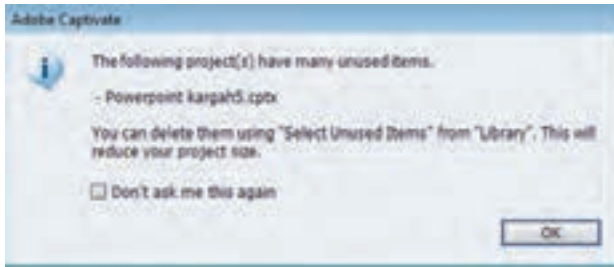 Adobe Captivate
The following project(s) have many unused items.
- Powerpoint kargah5.cptx
You can delete them using "Select Unused Items" from "Library". This will
reduce your project size.
Don't ask me this again
OK